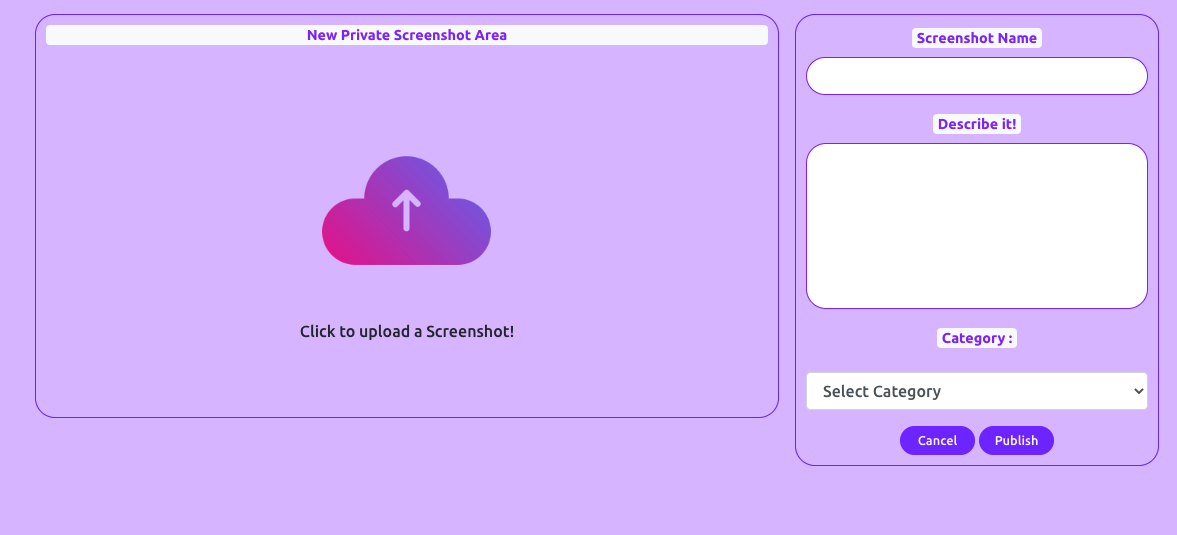 New Private Screenshot Area
Click to upload a Screenshot!
Screenshot Name
Describe it!
Category :
Select Category
Cancel
Publish